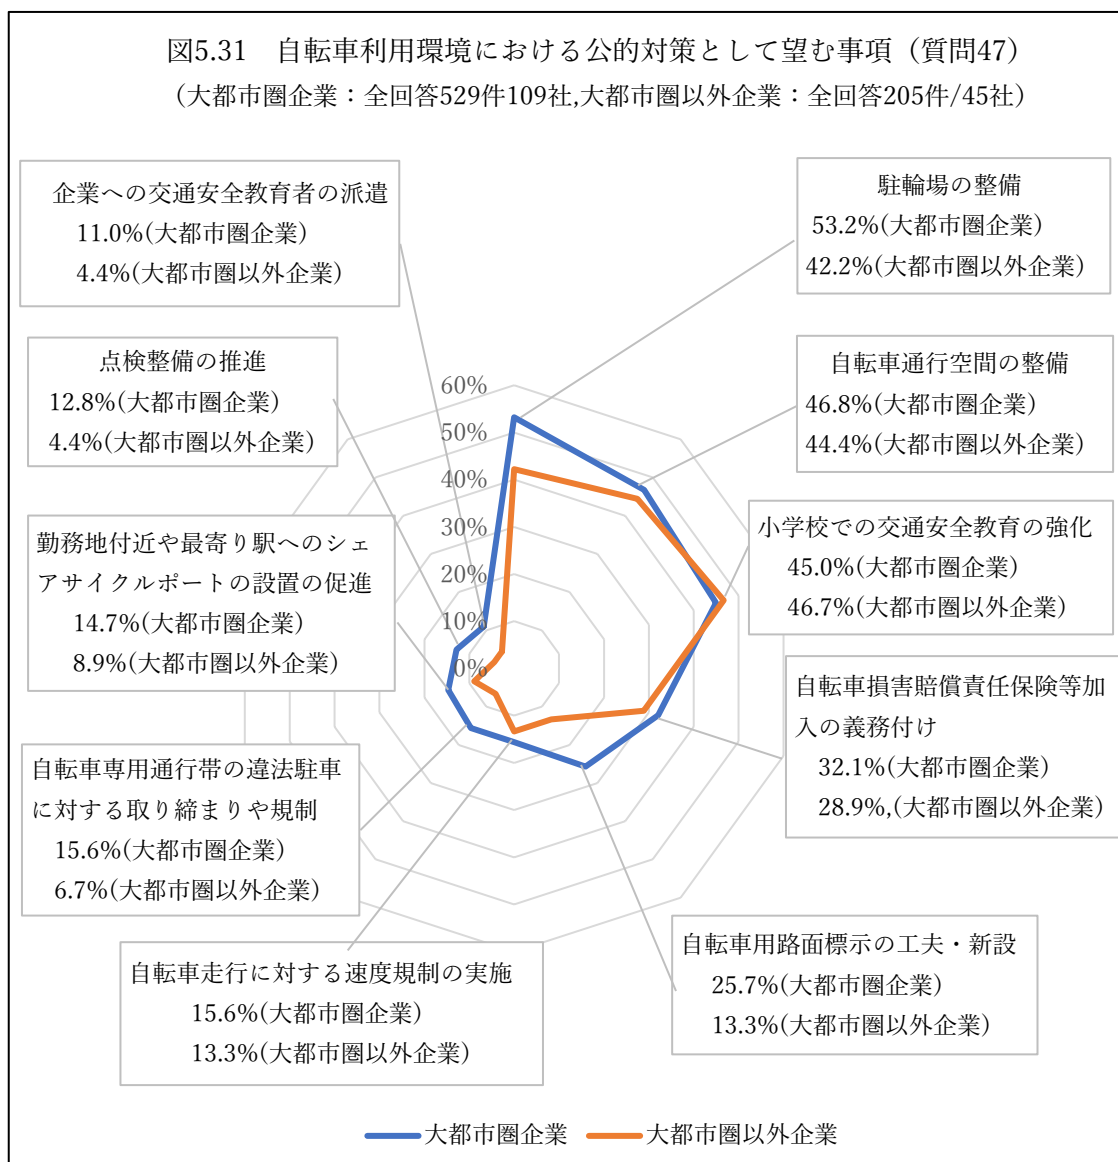 図5.31　自転車利用環境における公的対策として望む事項（質問47）
（大都市圏企業：全回答529件109社,大都市圏以外企業：全回答205件/45社）
企業への交通安全教育者の派遣
11.0%(大都市圏企業）
4.4%(大都市圏以外企業）
駐輪場の整備
53.2%(大都市圏企業）
42.2%(大都市圏以外企業）
点検整備の推進
12.8%(大都市圏企業）
4.4%(大都市圏以外企業）
自転車通行空間の整備
46.8%(大都市圏企業）
44.4%(大都市圏以外企業）
60%
50%
40%
30%
20%
10%
0%
勤務地付近や最寄り駅へのシェ
アサイクルポートの設置の促進
14.7%(大都市圏企業）
8.9%(大都市圏以外企業）
小学校での交通安全教育の強化
45.0%(大都市圏企業）
46.7%(大都市圏以外企業）
自転車損害賠償責任保険等加
入の義務付け
32.1%(大都市圏企業）
28.9%,(大都市圏以外企業）
自転車専用通行帯の違法駐車
に対する取り締まりや規制
15.6%(大都市圏企業）
6.7%(大都市圏以外企業）
自転車走行に対する速度規制の実施
15.6%(大都市圏企業）
13.3%(大都市圏以外企業）
自転車用路面標示の工夫・新設
25.7%(大都市圏企業）
13.3%(大都市圏以外企業）
大都市圏企業
大都市圏以外企業